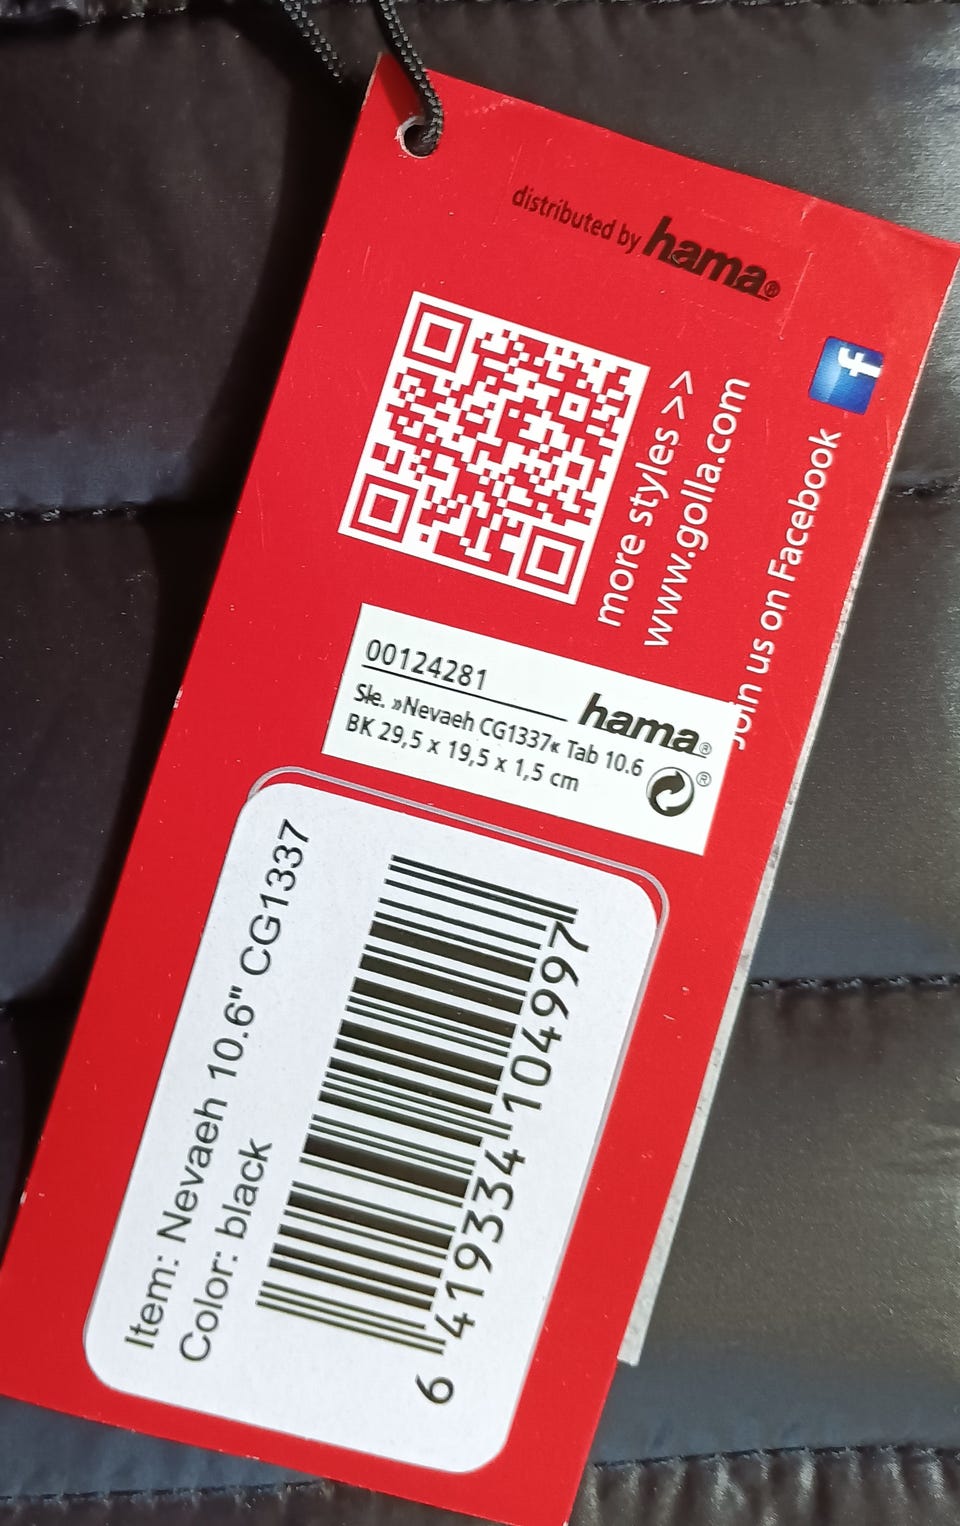 distributed by hama®
more styles >>
www.golla.com
f
Join us on Facebook
00124281
hama®
Sle. »Nevaeh CG1337« Tab 10.6
BK 29,5 x 19,5 x 1,5 cm
®
Item: Nevaeh 10.6" CG1337
Color: black
6 419334 104997